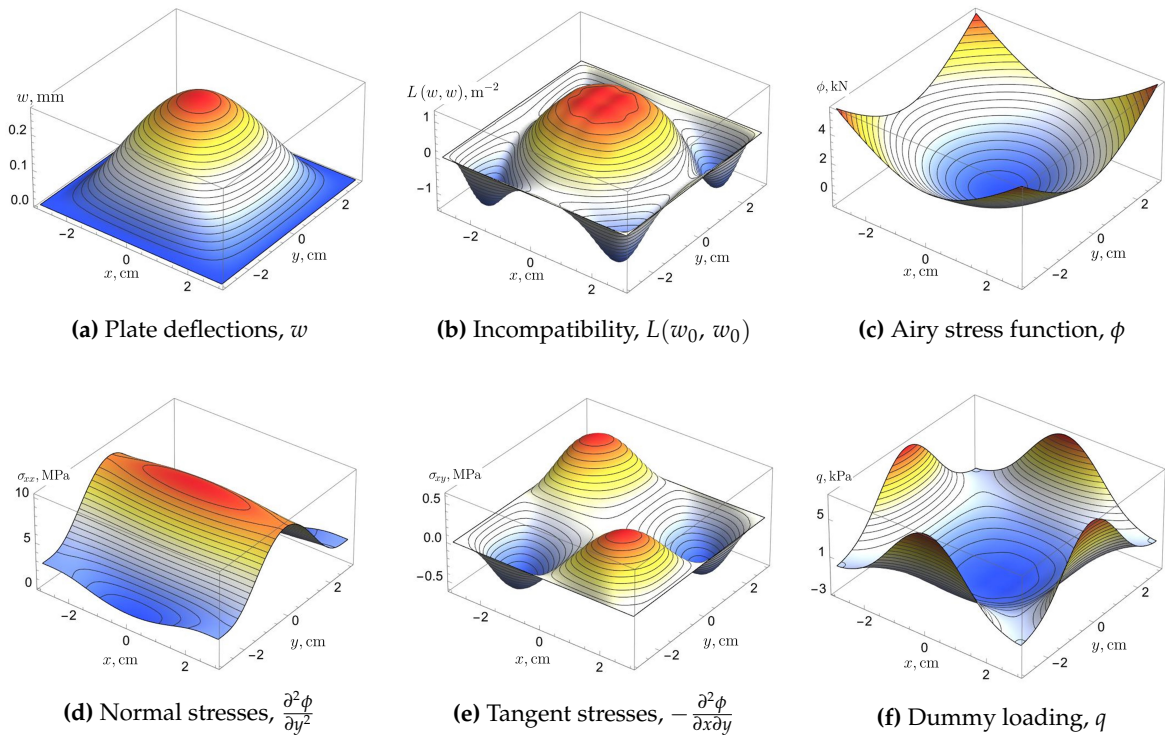 w, mm
0.2
0.1
0.0
−2
0
2
x, cm
−2
0
2
y, cm
(a) Plate deflections, w
L (w, w), m⁻²
1
0
−1
−2
0
2
x, cm
−2
0
2
y, cm
(b) Incompatibility, L(w₀, w₀)
ϕ, kN
4
2
0
−2
0
2
x, cm
−2
0
2
y, cm
(c) Airy stress function, ϕ
σₓₓ, MPa
10
5
0
−2
0
2
x, cm
−2
0
2
y, cm
(d) Normal stresses, ∂²ϕ/∂y²
σ_{xy}, MPa
0.5
0.0
−0.5
−2
0
2
x, cm
−2
0
2
y, cm
(e) Tangent stresses, −∂²ϕ/∂x∂y
q, kPa
5
1
−3
−2
0
2
x, cm
−2
0
2
y, cm
(f) Dummy loading, q